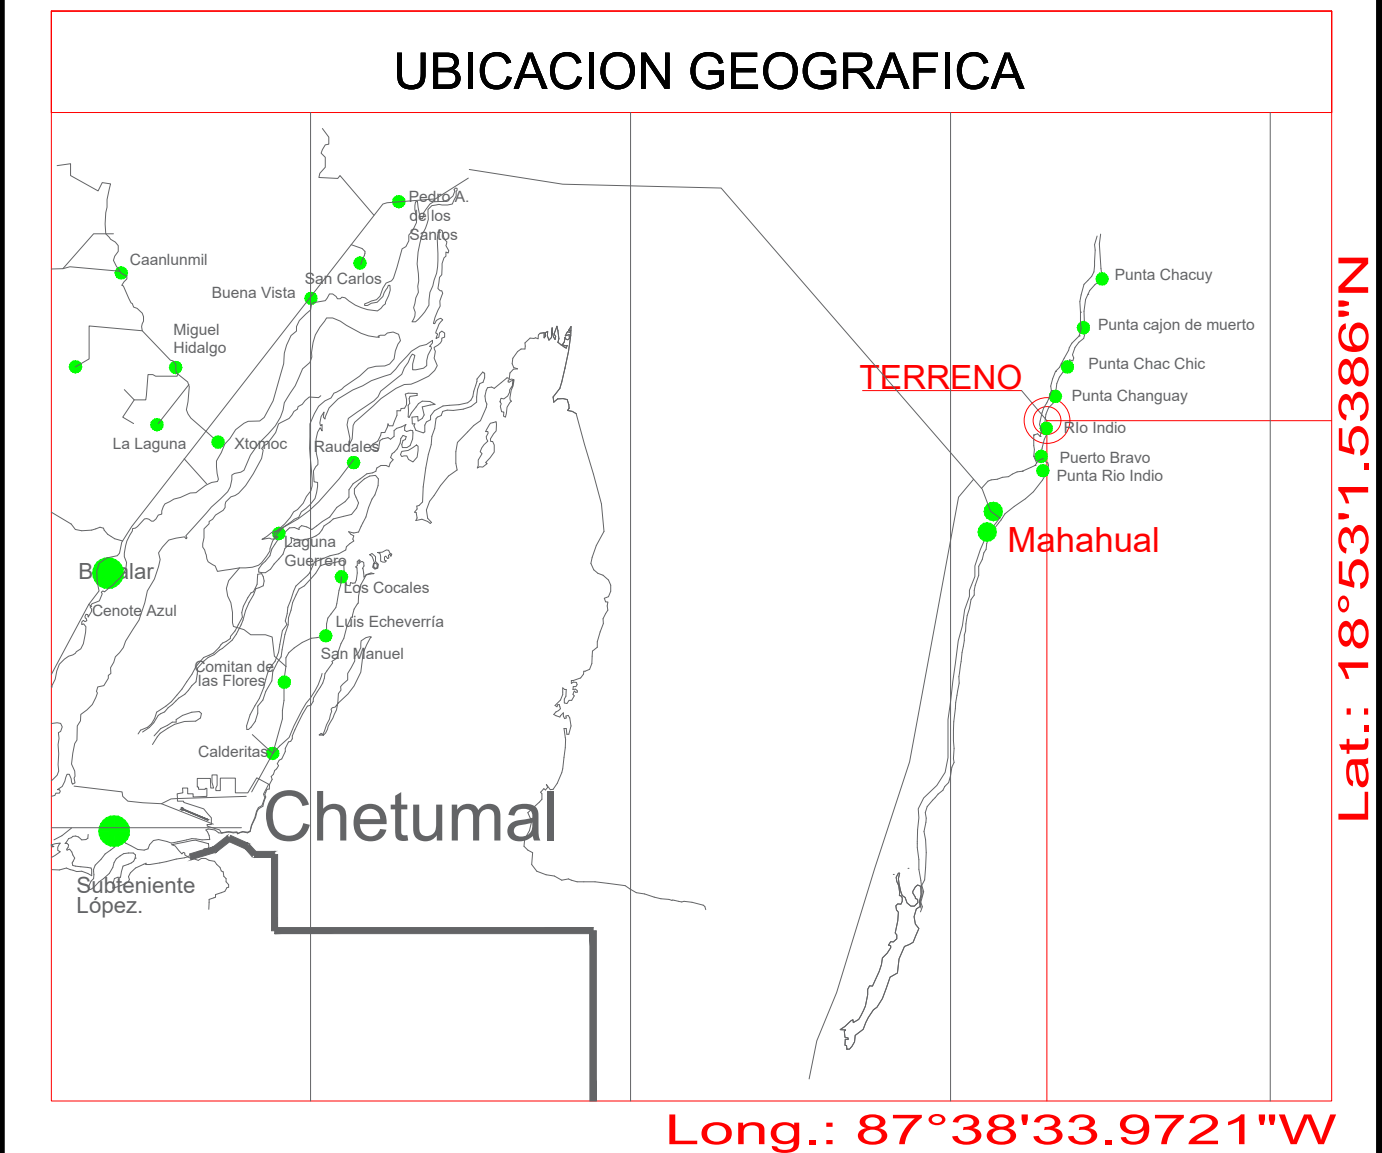 UBICACION GEOGRAFICA
Pedro A.
de los
Santos
Caanlunmil
San Carlos
Buena Vista
Punta Chacuy
Punta cajon de muerto
Miguel
Hidalgo
Punta Chac Chic
TERRENO
Punta Changuay
RIo Indio
La Laguna
Xtomoc
Raudales
Puerto Bravo
Punta Rio Indio
Mahahual
Laguna
Guerrero
Bacalar
Los Cocales
Cenote Azul
Luis Echeverría
San Manuel
Comitan de
las Flores
Calderitas
Chetumal
Subteniente
López.
Lat.: 18°53'1.5386"N
Long.: 87°38'33.9721"W